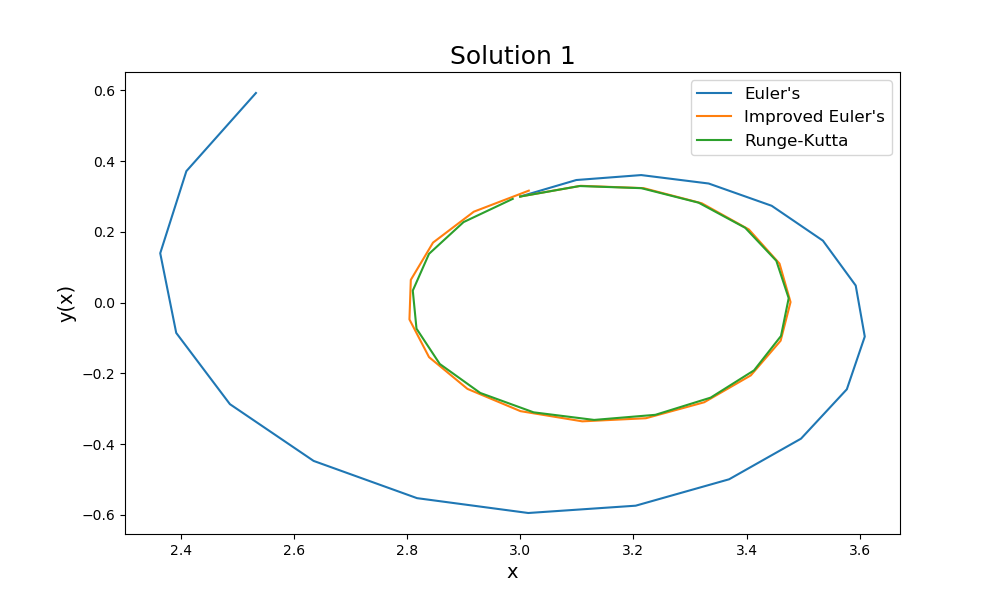 Solution 1
Euler's
Improved Euler's
Runge-Kutta
y(x)
0.6
0.4
0.2
0.0
−0.2
−0.4
−0.6
2.4 2.6 2.8 3.0 3.2 3.4 3.6
x